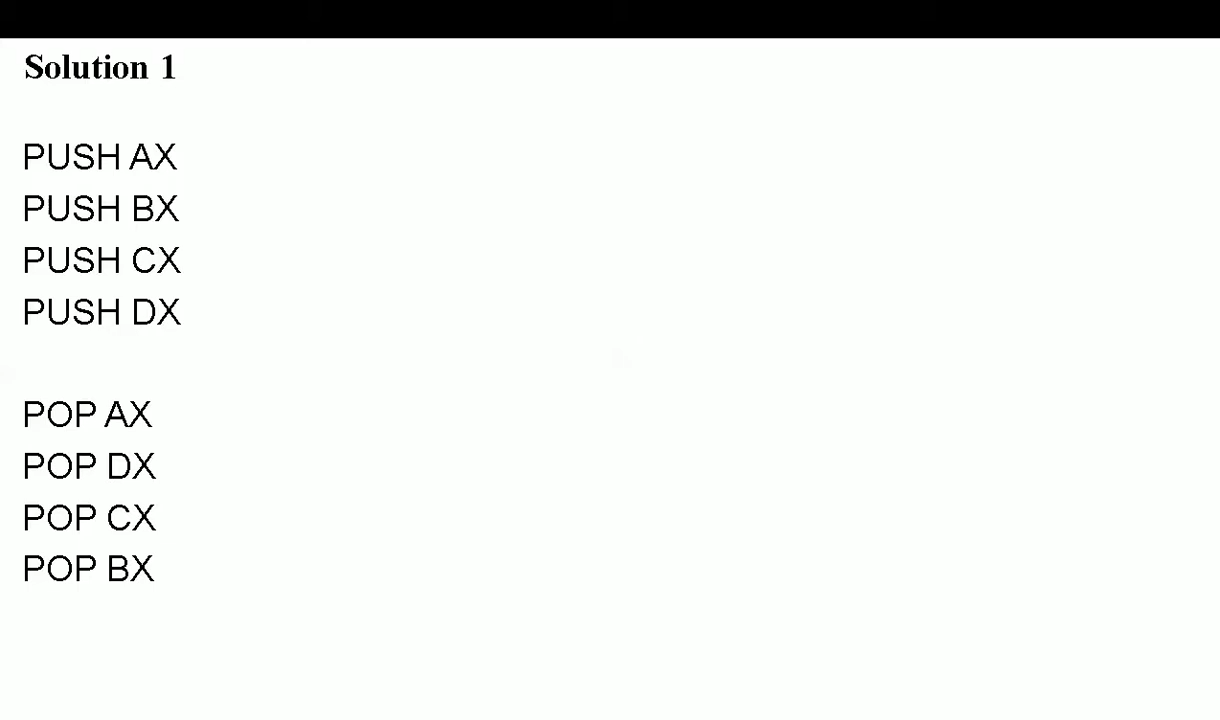 Solution 1
PUSH AX
PUSH BX
PUSH CX
PUSH DX
POP AX
POP DX
POP CX
POP BX